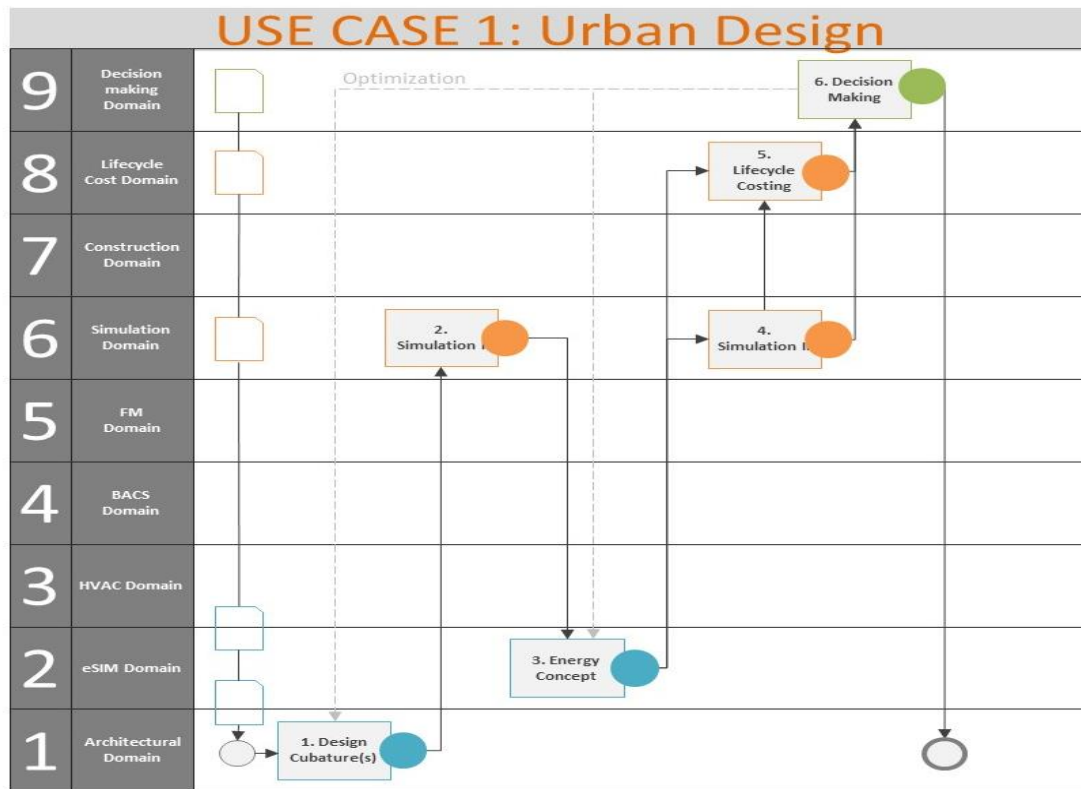 USE CASE 1: Urban Design
9
Decision
making
Domain
Optimization
6. Decision
Making
8
Lifecycle
Cost Domain
5.
Lifecycle
Costing
7
Construction
Domain
6
Simulation
Domain
2.
Simulation
4.
Simulation
5
FM
Domain
4
BACS
Domain
3
HVAC Domain
2
eSIM Domain
3. Energy
Concept
1
Architectural
Domain
1. Design
Cubature(s)